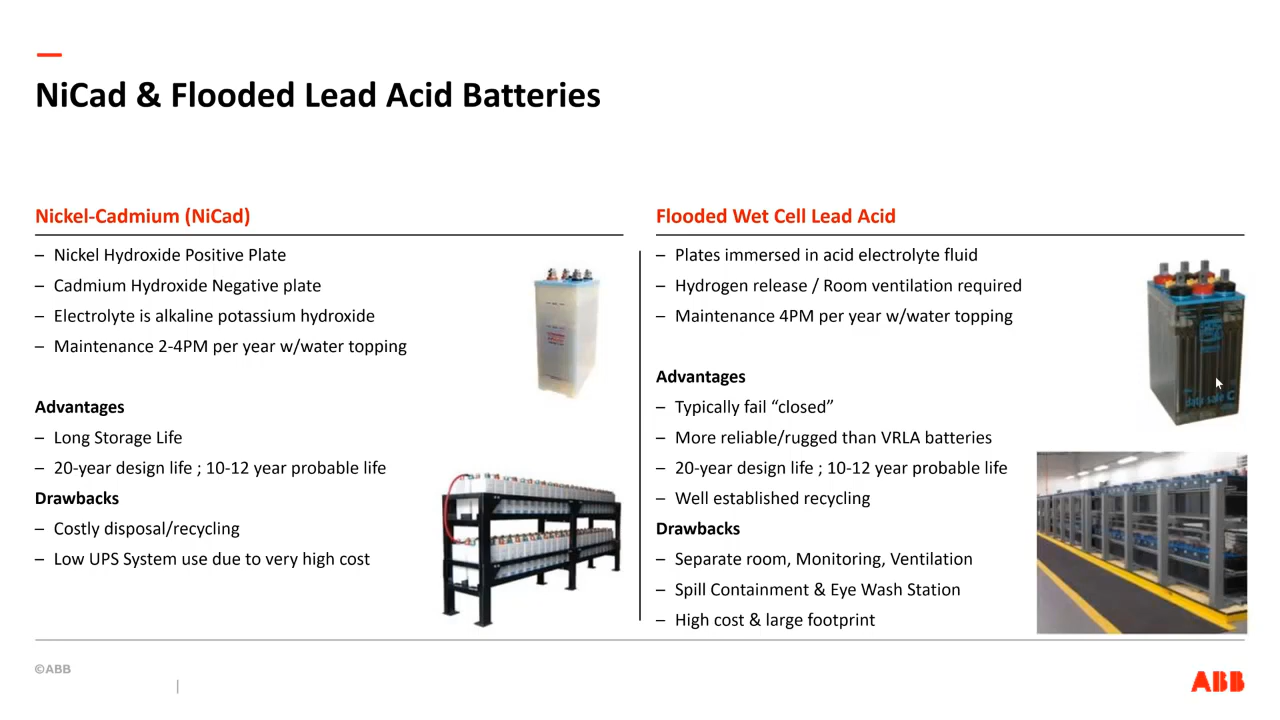 NiCad & Flooded Lead Acid Batteries
Nickel-Cadmium (NiCad)
– Nickel Hydroxide Positive Plate
– Cadmium Hydroxide Negative plate
– Electrolyte is alkaline potassium hydroxide
– Maintenance 2-4PM per year w/water topping
Advantages
– Long Storage Life
– 20-year design life ; 10-12 year probable life
Drawbacks
– Costly disposal/recycling
– Low UPS System use due to very high cost
Flooded Wet Cell Lead Acid
– Plates immersed in acid electrolyte fluid
– Hydrogen release / Room ventilation required
– Maintenance 4PM per year w/water topping
Advantages
– Typically fail “closed”
– More reliable/rugged than VRLA batteries
– 20-year design life ; 10-12 year probable life
– Well established recycling
Drawbacks
– Separate room, Monitoring, Ventilation
– Spill Containment & Eye Wash Station
– High cost & large footprint
©ABB
ABB